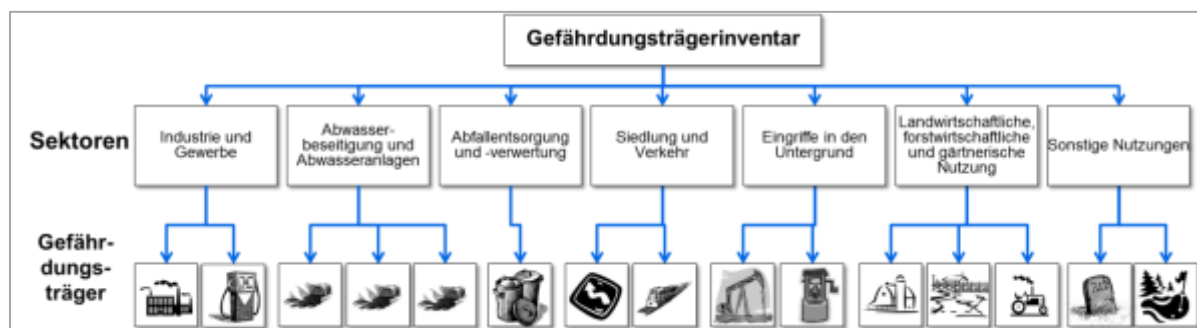 Gefährdungsträgerinventar
Sektoren
Industrie und
Gewerbe
Abwasser-
beseitigung und
Abwasseranlagen
Abfallentsorgung
und -verwertung
Siedlung und
Verkehr
Eingriffe in den
Untergrund
Landwirtschaftliche,
forstwirtschaftliche
und gärtnerische
Nutzung
Sonstige Nutzungen
Gefähr-
dungs-
träger